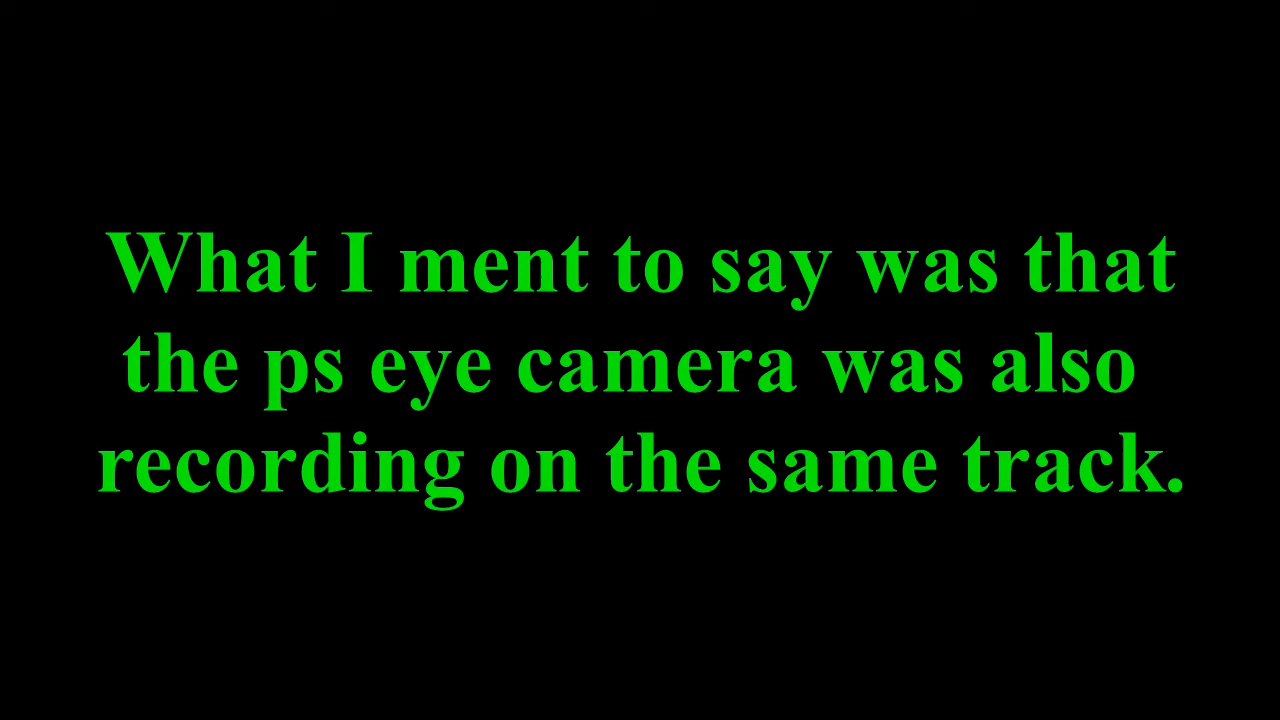 What I ment to say was that
the ps eye camera was also
recording on the same track.